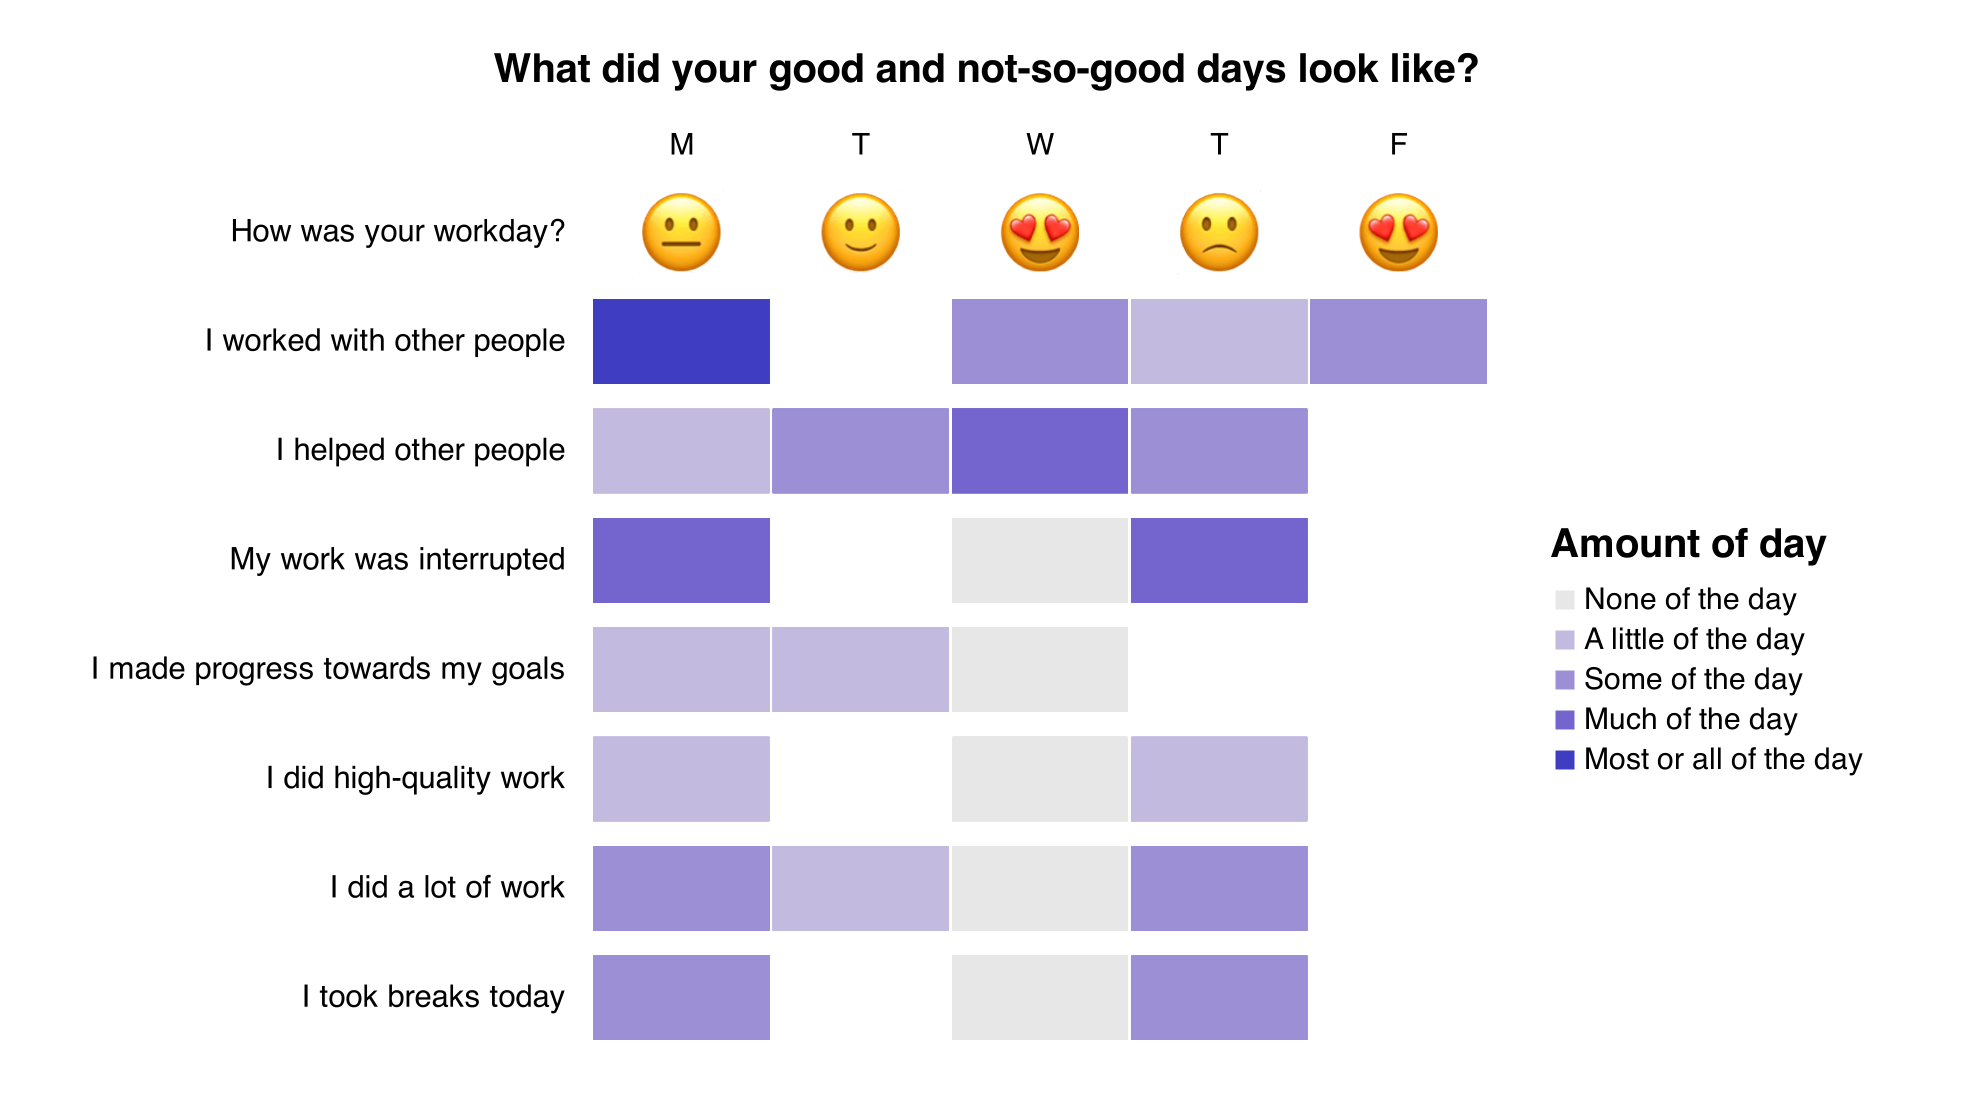 What did your good and not-so-good days look like?
M T W T F
How was your workday?
I worked with other people
I helped other people
My work was interrupted
I made progress towards my goals
I did high-quality work
I did a lot of work
I took breaks today
Amount of day
None of the day
A little of the day
Some of the day
Much of the day
Most or all of the day